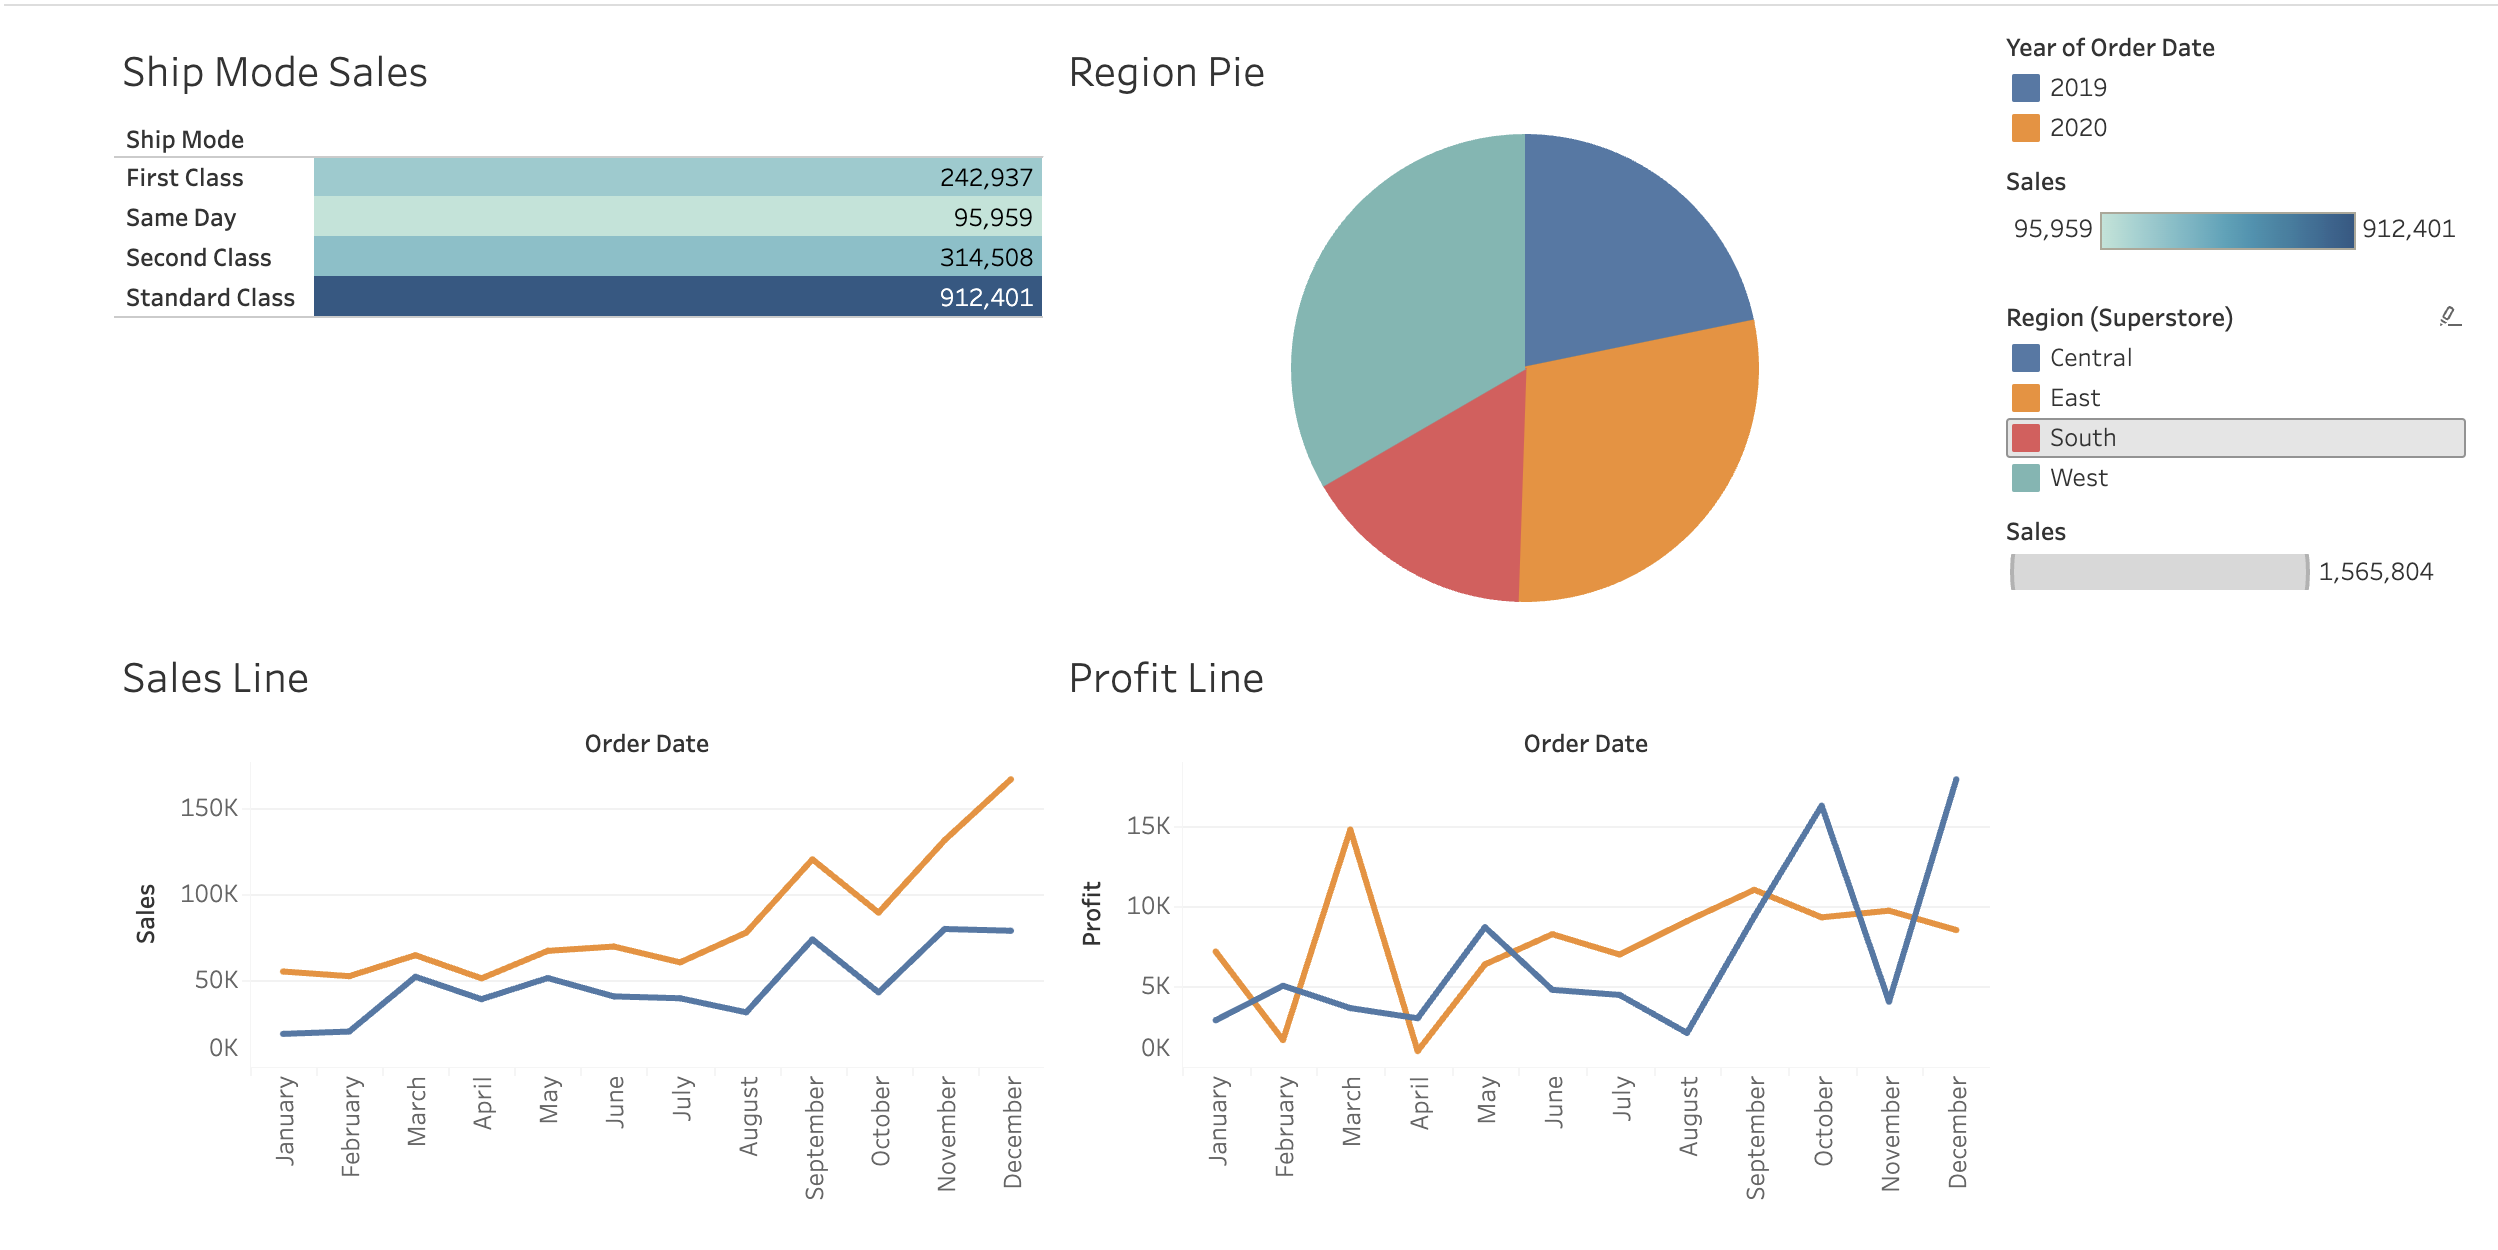 Ship Mode Sales
Ship Mode
First Class 242,937
Same Day 95,959
Second Class 314,508
Standard Class 912,401
Region Pie
Year of Order Date
2019
2020
Sales
95,959 912,401
Region (Superstore)
Central
East
South
West
Sales
1,565,804
Sales Line
Order Date
Sales
150K
100K
50K
0K
January
February
March
April
May
June
July
August
September
October
November
December
Profit Line
Order Date
Profit
15K
10K
5K
0K
January
February
March
April
May
June
July
August
September
October
November
December